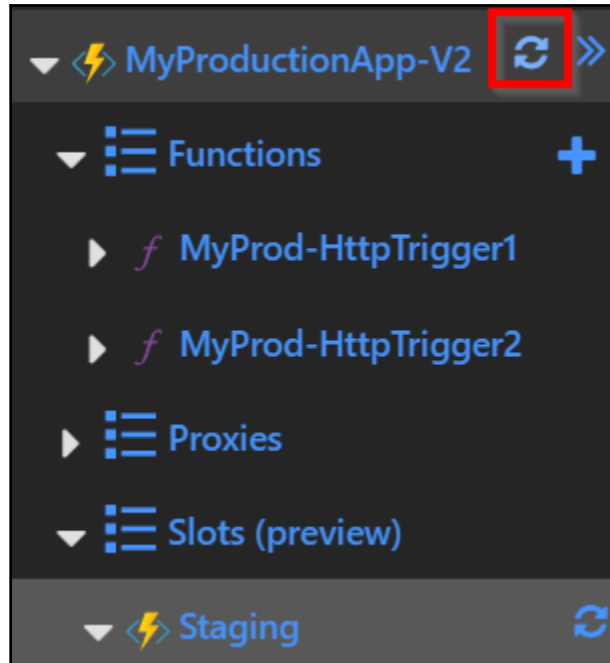 MyProductionApp-V2
Functions
MyProd-HttpTrigger1
MyProd-HttpTrigger2
Proxies
Slots (preview)
Staging